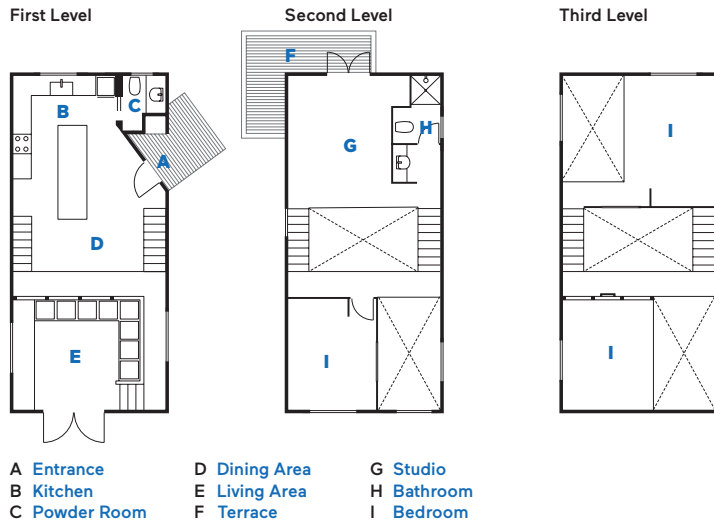 First Level
Second Level
Third Level
F
B
C
A
G
H
I
D
E
I
I
A Entrance
B Kitchen
C Powder Room
D Dining Area
E Living Area
F Terrace
G Studio
H Bathroom
I Bedroom